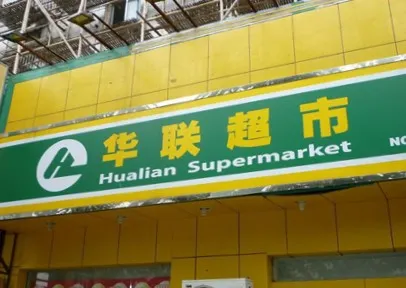 华联超市
Hualian Supermarket